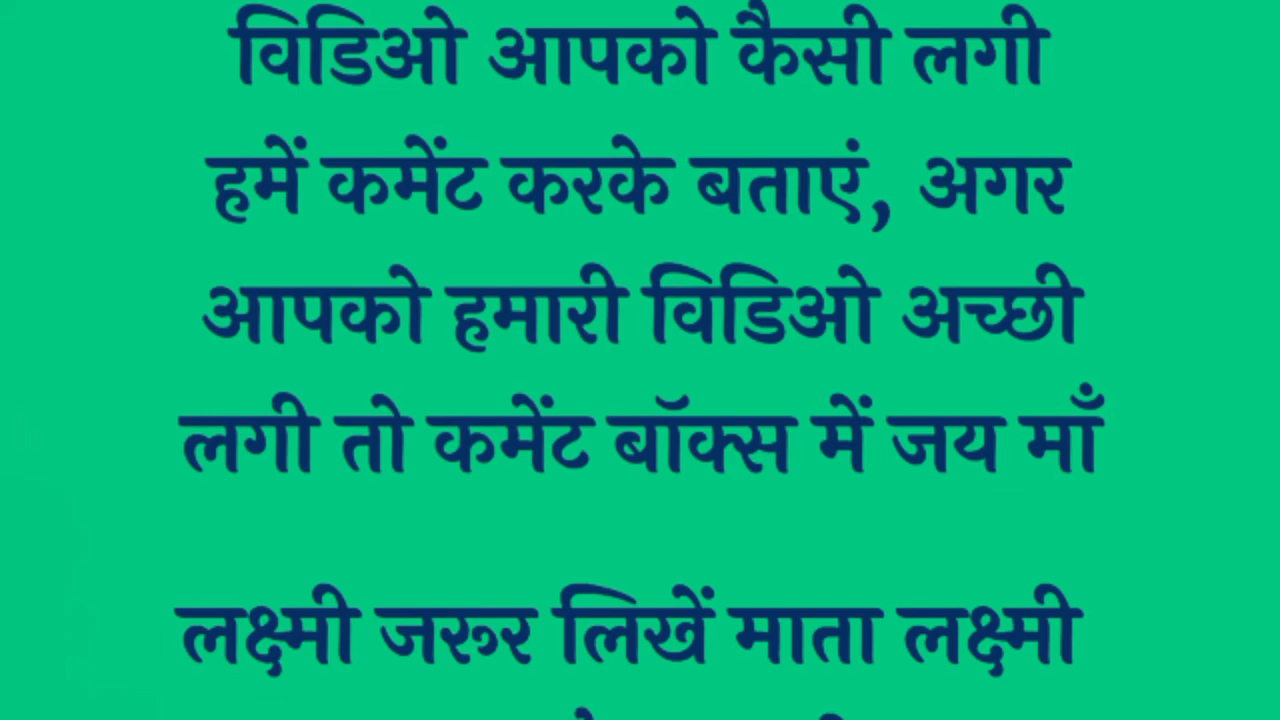 विडिओ आपको कैसी लगी
हमें कमेंट करके बताएं, अगर
आपको हमारी विडिओ अच्छी
लगी तो कमेंट बॉक्स में जय माँ
लक्ष्मी जरुर लिखें माता लक्ष्मी